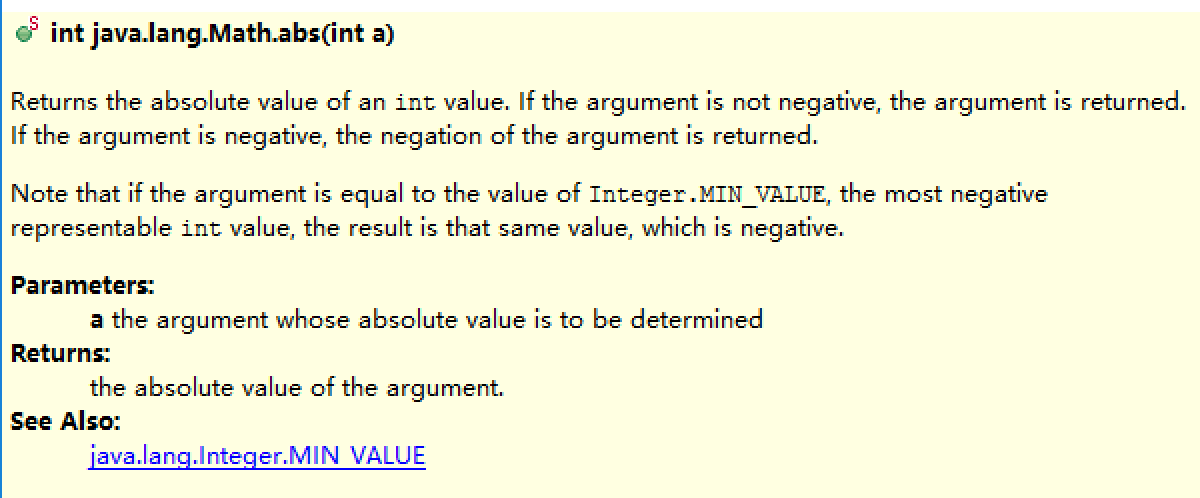 S
int java.lang.Math.abs(int a)
Returns the absolute value of an int value. If the argument is not negative, the argument is returned.
If the argument is negative, the negation of the argument is returned.
Note that if the argument is equal to the value of Integer.MIN_VALUE, the most negative
representable int value, the result is that same value, which is negative.
Parameters:
a the argument whose absolute value is to be determined
Returns:
the absolute value of the argument.
See Also:
java.lang.Integer.MIN_VALUE